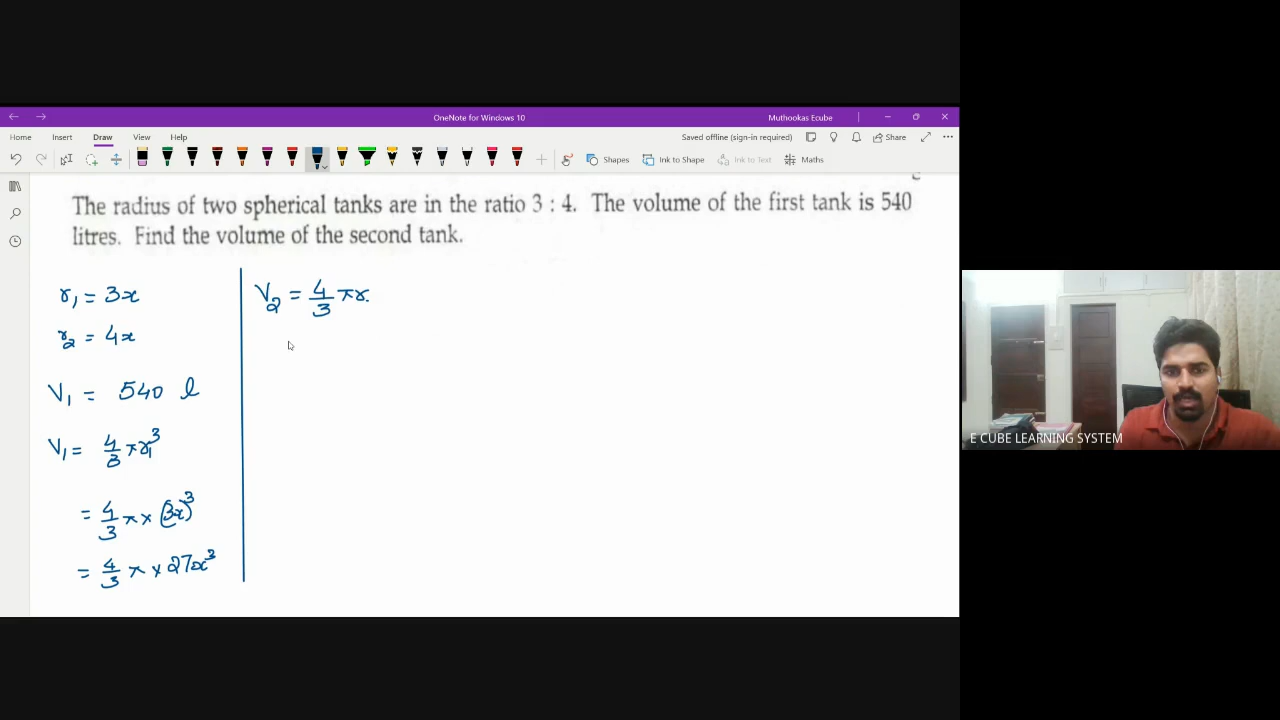 OneNote for Windows 10
Muthookas Ecube
Home Insert Draw View Help
Saved offline (sign-in required)
Share
Shapes
Ink to Shape
Ink to Text
Maths
The radius of two spherical tanks are in the ratio 3 : 4. The volume of the first tank is 540
litres. Find the volume of the second tank.
r₁ = 3x
r₂ = 4x
V₁ = 540 l
V₁ = 4/3 πr₁³
= 4/3 π × (3x)³
= 4/3 π × 27x³
V₂ = 4/3 πr.
E CUBE LEARNING SYSTEM